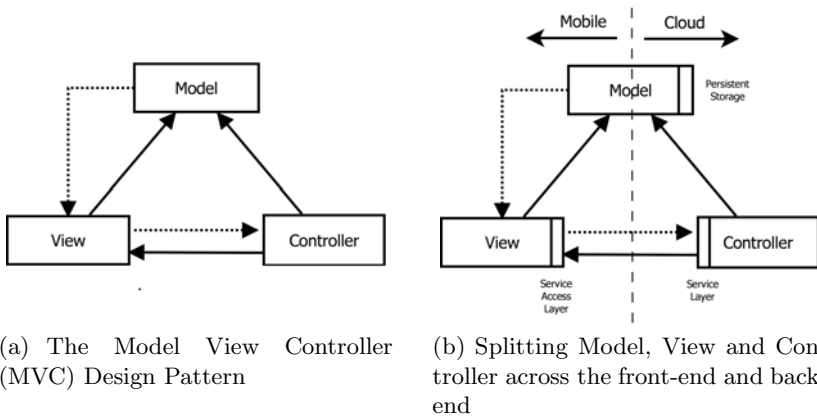 Model
View
Controller
(a) The Model View Controller
(MVC) Design Pattern
Mobile
Cloud
Model
Persistent
Storage
View
Controller
Service
Access
Layer
Service
Layer
(b) Splitting Model, View and Con
troller across the front-end and back
end